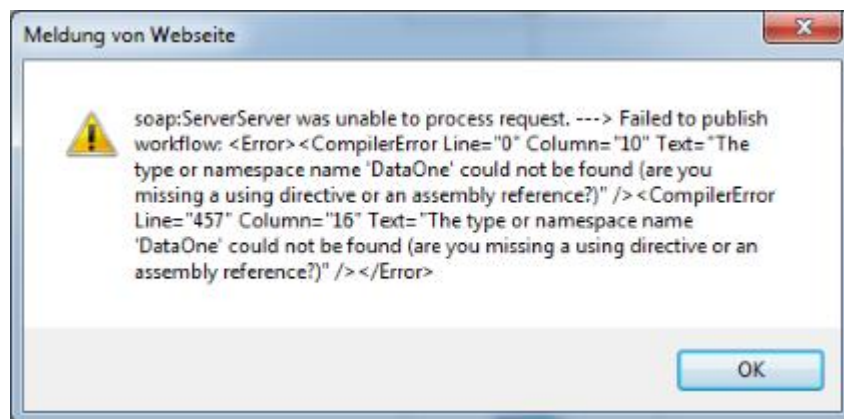 Meldung von Webseite
soap:ServerServer was unable to process request. ---> Failed to publish
workflow: <Error><CompilerError Line="0" Column="10" Text="The
type or namespace name 'DataOne' could not be found (are you
missing a using directive or an assembly reference?)" /><CompilerError
Line="457" Column="16" Text="The type or namespace name
'DataOne' could not be found (are you missing a using directive or an
assembly reference?)" /></Error>
OK